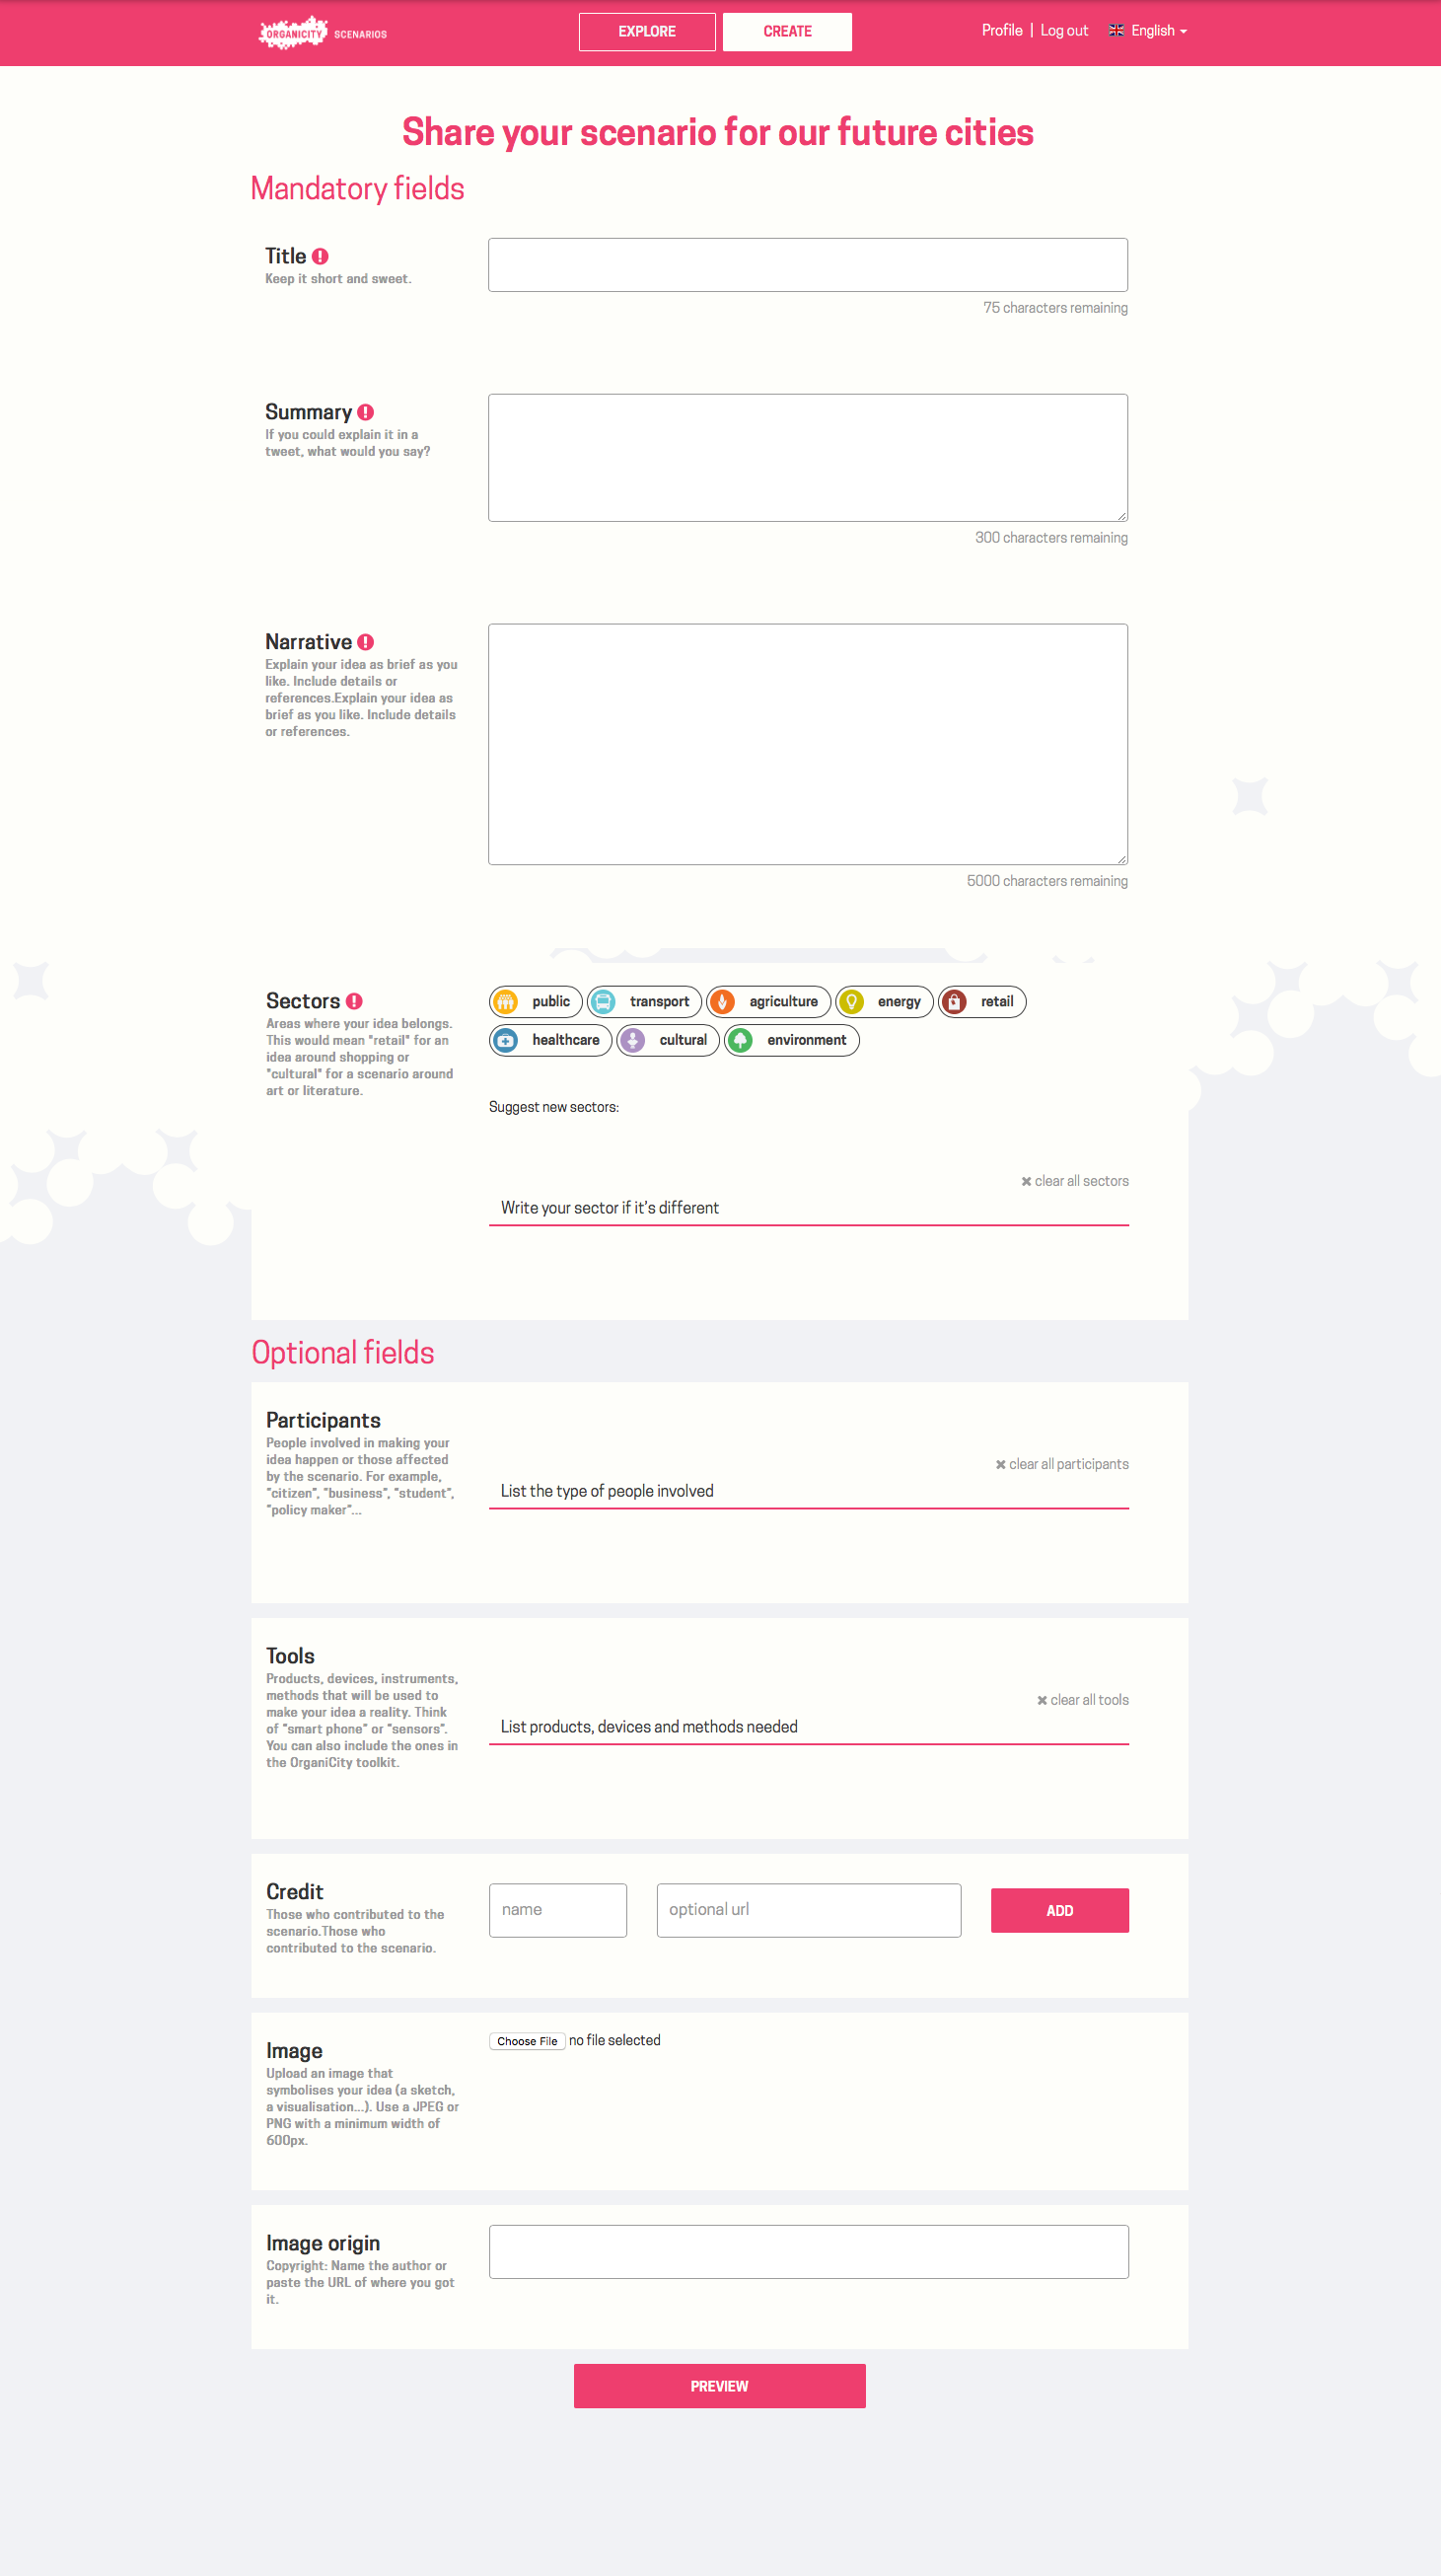 ORGANICITY SCENARIOS
EXPLORE
CREATE
Profile | Log out
English
Share your scenario for our future cities
Mandatory fields
Title
Keep it short and sweet.
75 characters remaining
Summary
If you could explain it in a
tweet, what would you say?
300 characters remaining
Narrative
Explain your idea as brief as you
like. Include details or
references.Explain your idea as
brief as you like. Include details
or references.
5000 characters remaining
Sectors
Areas where your idea belongs.
This would mean "retail" for an
idea around shopping or
"cultural" for a scenario around
art or literature.
public transport agriculture energy retail
healthcare cultural environment
Suggest new sectors:
clear all sectors
Write your sector if it's different
Optional fields
Participants
People involved in making your
idea happen or those affected
by the scenario. For example,
"citizen", "business", "student",
"policy maker"...
clear all participants
List the type of people involved
Tools
Products, devices, instruments,
methods that will be used to
make your idea a reality. Think
of "smart phone" or "sensors".
You can also include the ones in
the OrganiCity toolkit.
clear all tools
List products, devices and methods needed
Credit
Those who contributed to the
scenario.Those who
contributed to the scenario.
name
optional url
ADD
Image
Upload an image that
symbolises your idea (a sketch,
a visualisation...). Use a JPEG or
PNG with a minimum width of
600px.
Choose File no file selected
Image origin
Copyright: Name the author or
paste the URL of where you got
it.
PREVIEW